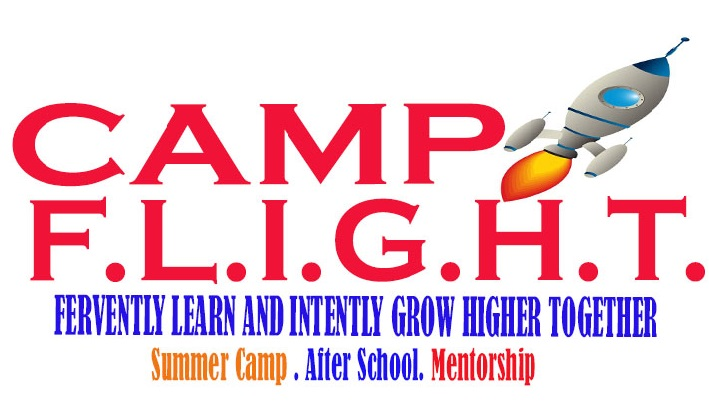 CAMP
F.L.I.G.H.T.
FERVENTLY LEARN AND INTENTLY GROW HIGHER TOGETHER
Summer Camp . After School. Mentorship